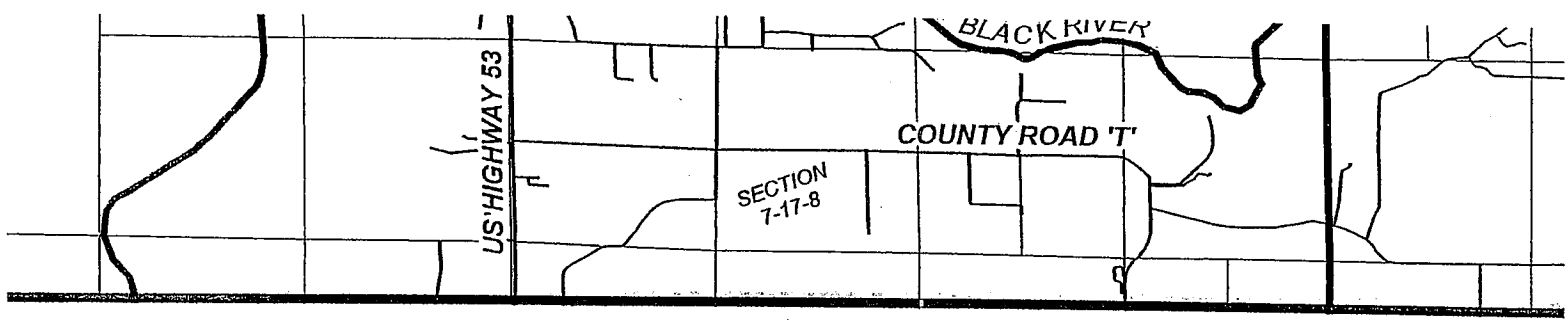 BLACK RIVER
US HIGHWAY 53
COUNTY ROAD 'T'
SECTION
7-17-8